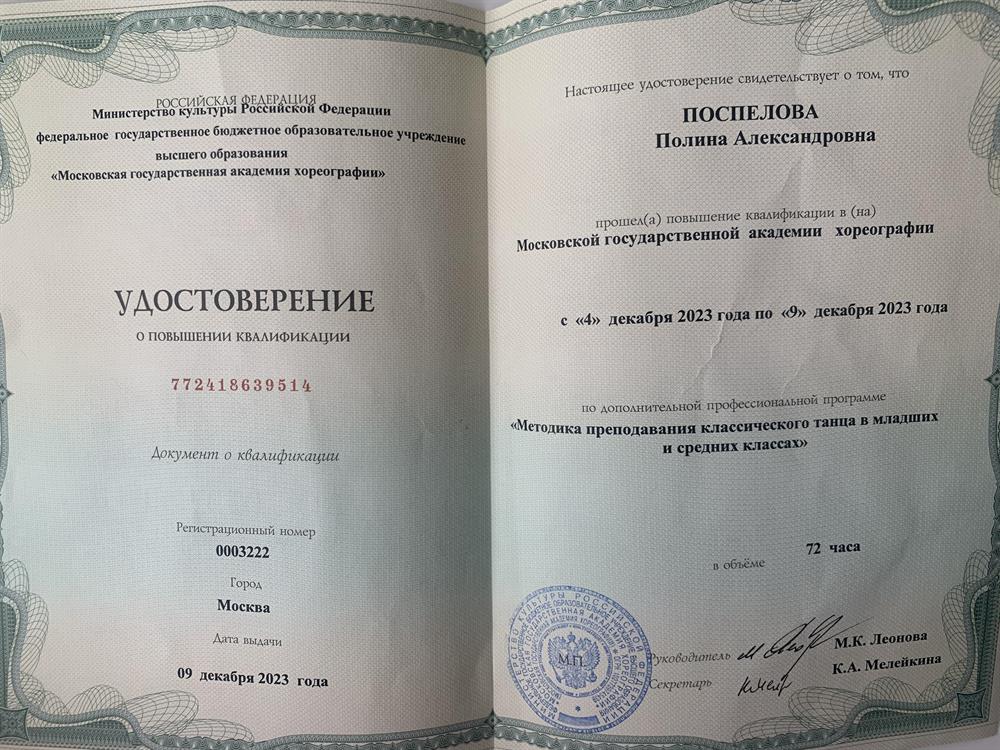 РОССИЙСКАЯ ФЕДЕРАЦИЯ
Министерство культуры Российской Федерации
федеральное государственное бюджетное образовательное учреждение
высшего образования
«Московская государственная академия хореографии»
УДОСТОВЕРЕНИЕ
О ПОВЫШЕНИИ КВАЛИФИКАЦИИ
772418639514
Документ о квалификации
Регистрационный номер
0003222
Город
Москва
Дата выдачи
09 декабря 2023 года
Настоящее удостоверение свидетельствует о том, что
ПОСПЕЛОВА
Полина Александровна
прошел(а) повышение квалификации в (на)
Московской государственной академии хореографии
с «4» декабря 2023 года по «9» декабря 2023 года
по дополнительной профессиональной программе
«Методика преподавания классического танца в младших
и средних классах»
72 часа
в объёме
М.П.
Руководитель М.К. Леонова
Секретарь К.А. Мелейкина